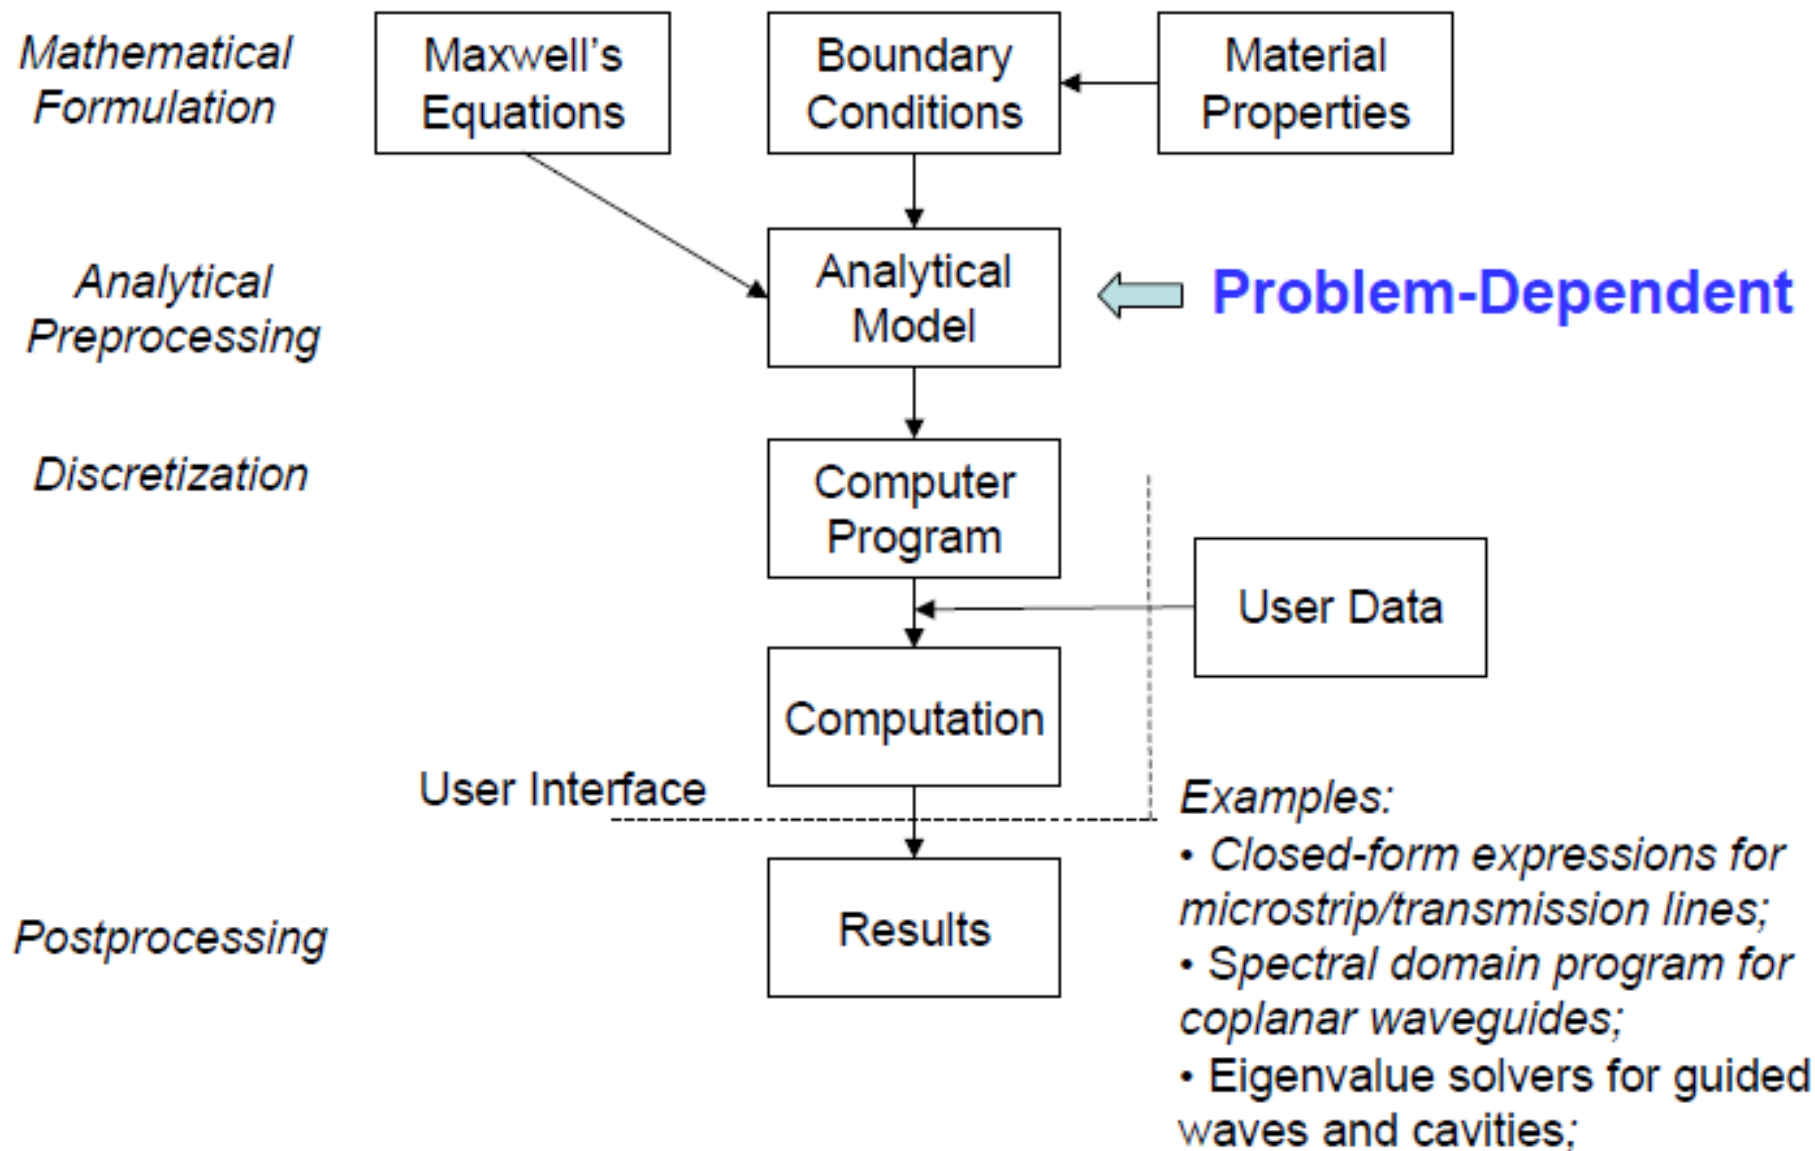 Mathematical
Formulation
Maxwell's
Equations
Boundary
Conditions
Material
Properties
Analytical
Preprocessing
Analytical
Model
Problem-Dependent
Discretization
Computer
Program
User Data
Computation
User Interface
Examples:
• Closed-form expressions for
microstrip/transmission lines;
• Spectral domain program for
coplanar waveguides;
• Eigenvalue solvers for guided
waves and cavities;
Postprocessing
Results